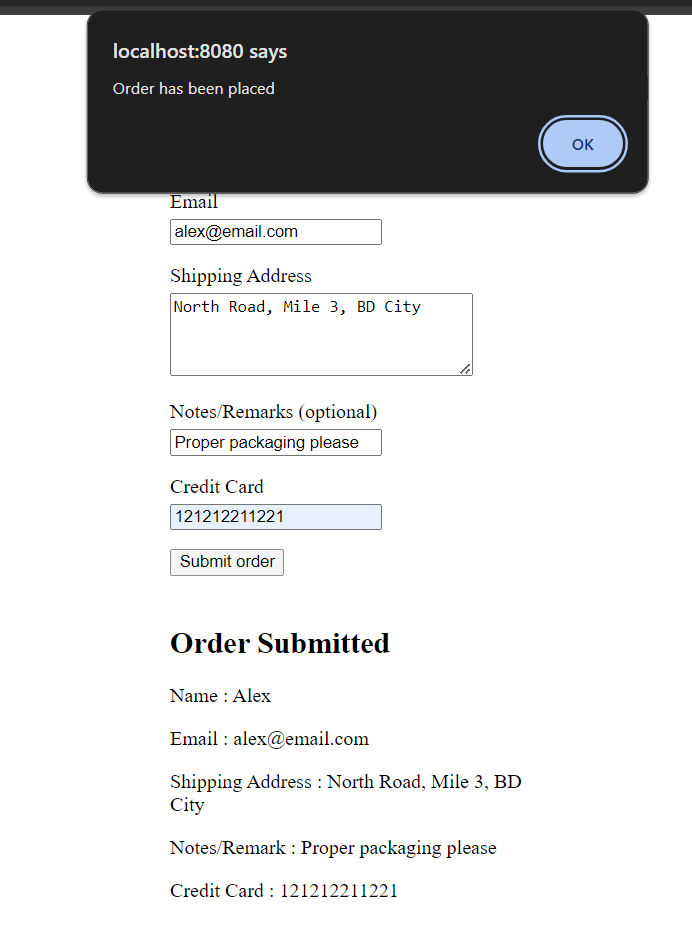 localhost:8080 says
Order has been placed
OK
Email
alex@email.com
Shipping Address
North Road, Mile 3, BD City
Notes/Remarks (optional)
Proper packaging please
Credit Card
121212211221
Submit order
Order Submitted
Name : Alex
Email : alex@email.com
Shipping Address : North Road, Mile 3, BD
City
Notes/Remark : Proper packaging please
Credit Card : 121212211221